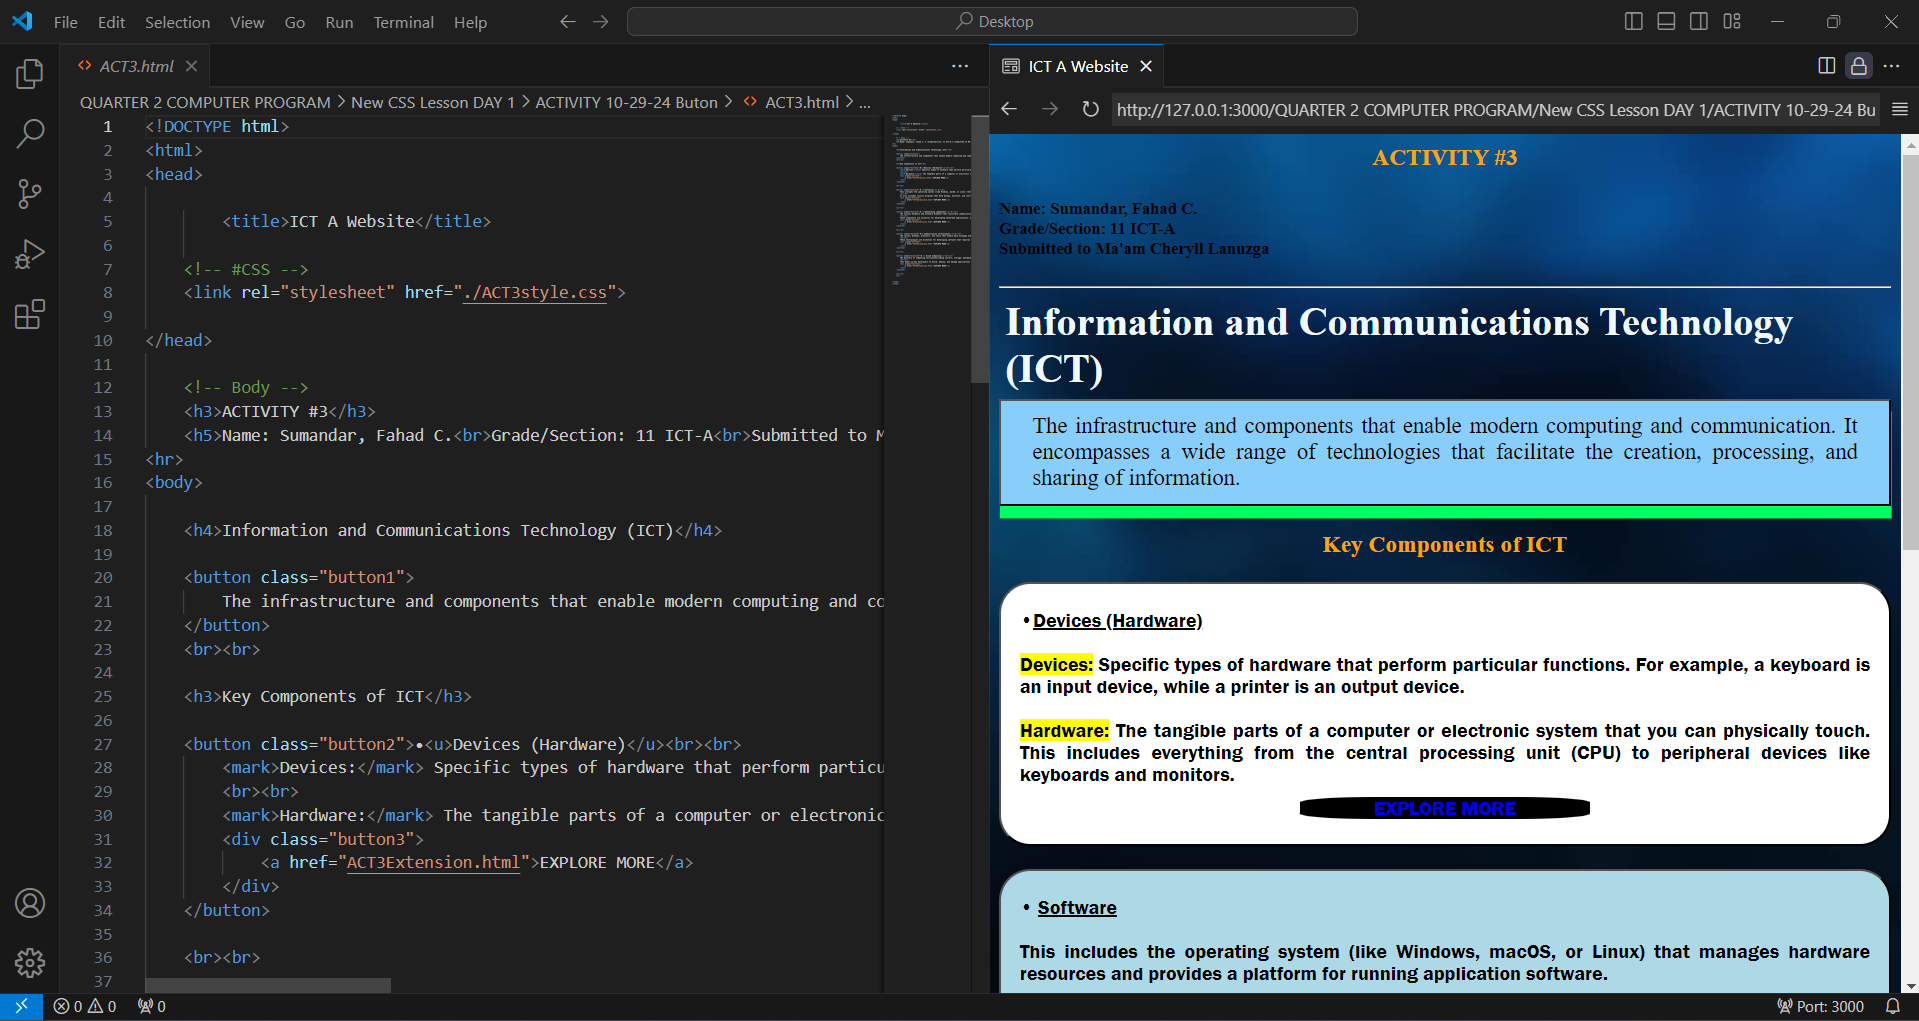 File Edit Selection View Go Run Terminal Help
Desktop
ACT3.html
QUARTER 2 COMPUTER PROGRAM > New CSS Lesson DAY 1 > ACTIVITY 10-29-24 Buton > ACT3.html > ...
1 <!DOCTYPE html>
2 <html>
3 <head>
4
5 <title>ICT A Website</title>
6
7 <!-- #CSS -->
8 <link rel="stylesheet" href="./ACT3style.css">
9
10 </head>
11
12 <!-- Body -->
13 <h3>ACTIVITY #3</h3>
14 <h5>Name: Sumandar, Fahad C.<br>Grade/Section: 11 ICT-A<br>Submitted to M
15 <hr>
16 <body>
17
18 <h4>Information and Communications Technology (ICT)</h4>
19
20 <button class="button1">
21 The infrastructure and components that enable modern computing and co
22 </button>
23 <br><br>
24
25 <h3>Key Components of ICT</h3>
26
27 <button class="button2">•<u>Devices (Hardware)</u><br><br>
28 <mark>Devices:</mark> Specific types of hardware that perform particu
29 <br><br>
30 <mark>Hardware:</mark> The tangible parts of a computer or electronic
31 <div class="button3">
32 <a href="ACT3Extension.html">EXPLORE MORE</a>
33 </div>
34 </button>
35
36 <br><br>
37
ICT A Website
http://127.0.0.1:3000/QUARTER 2 COMPUTER PROGRAM/New CSS Lesson DAY 1/ACTIVITY 10-29-24 Bu
ACTIVITY #3
Name: Sumandar, Fahad C.
Grade/Section: 11 ICT-A
Submitted to Ma'am Cheryll Lanuzga
Information and Communications Technology
(ICT)
The infrastructure and components that enable modern computing and communication. It
encompasses a wide range of technologies that facilitate the creation, processing, and
sharing of information.
Key Components of ICT
•Devices (Hardware)
Devices: Specific types of hardware that perform particular functions. For example, a keyboard is
an input device, while a printer is an output device.
Hardware: The tangible parts of a computer or electronic system that you can physically touch.
This includes everything from the central processing unit (CPU) to peripheral devices like
keyboards and monitors.
EXPLORE MORE
• Software
This includes the operating system (like Windows, macOS, or Linux) that manages hardware
resources and provides a platform for running application software.
0 0 0
Port: 3000